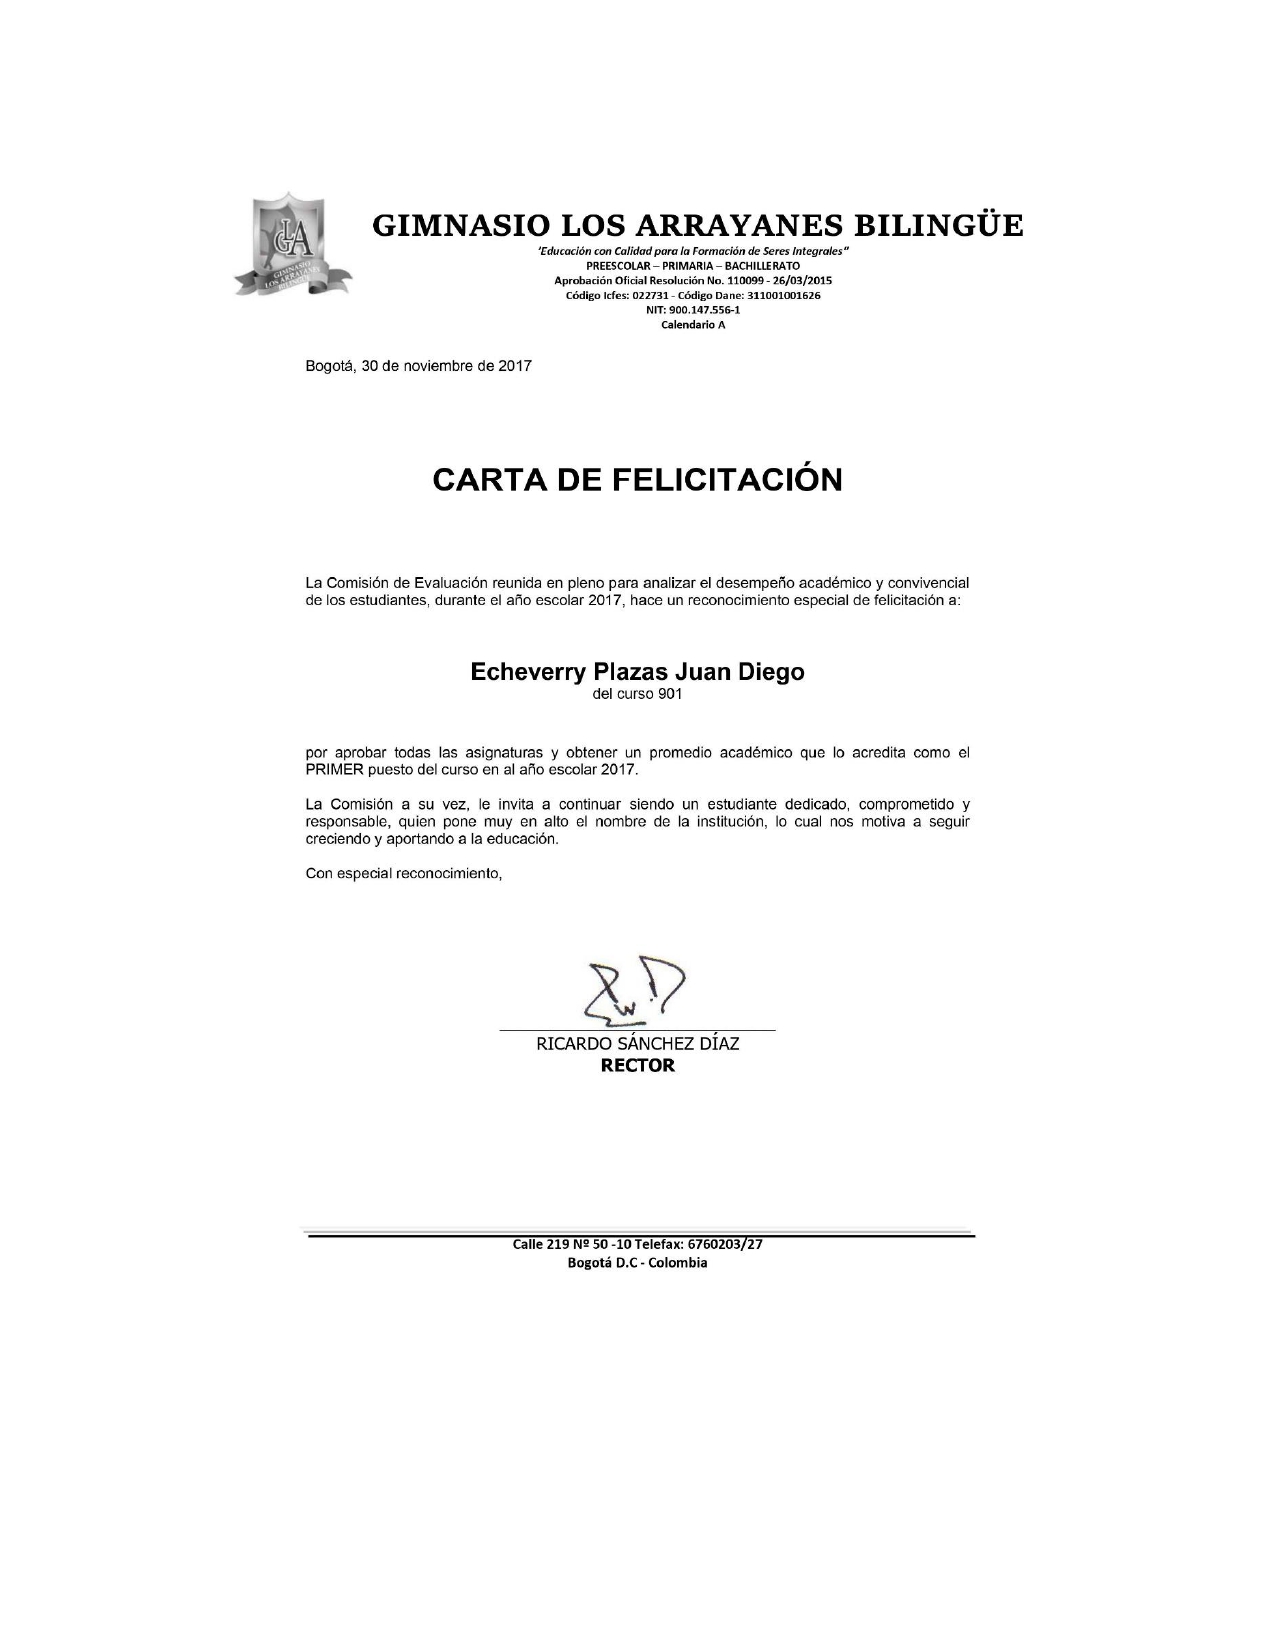 LA
G
GIMNASIO
LOS ARRAYANES
BILINGÜE
GIMNASIO LOS ARRAYANES BILINGÜE
'Educación con Calidad para la Formación de Seres Integrales"
PREESCOLAR – PRIMARIA – BACHILLERATO
Aprobación Oficial Resolución No. 110099 - 26/03/2015
Código Icfes: 022731 - Código Dane: 311001001626
NIT: 900.147.556-1
Calendario A
Bogotá, 30 de noviembre de 2017
CARTA DE FELICITACIÓN
La Comisión de Evaluación reunida en pleno para analizar el desempeño académico y convivencial
de los estudiantes, durante el año escolar 2017, hace un reconocimiento especial de felicitación a:
Echeverry Plazas Juan Diego
del curso 901
por aprobar todas las asignaturas y obtener un promedio académico que lo acredita como el
PRIMER puesto del curso en al año escolar 2017.
La Comisión a su vez, le invita a continuar siendo un estudiante dedicado, comprometido y
responsable, quien pone muy en alto el nombre de la institución, lo cual nos motiva a seguir
creciendo y aportando a la educación.
Con especial reconocimiento,
RICARDO SÁNCHEZ DÍAZ
RECTOR
Calle 219 Nº 50 -10 Telefax: 6760203/27
Bogotá D.C - Colombia